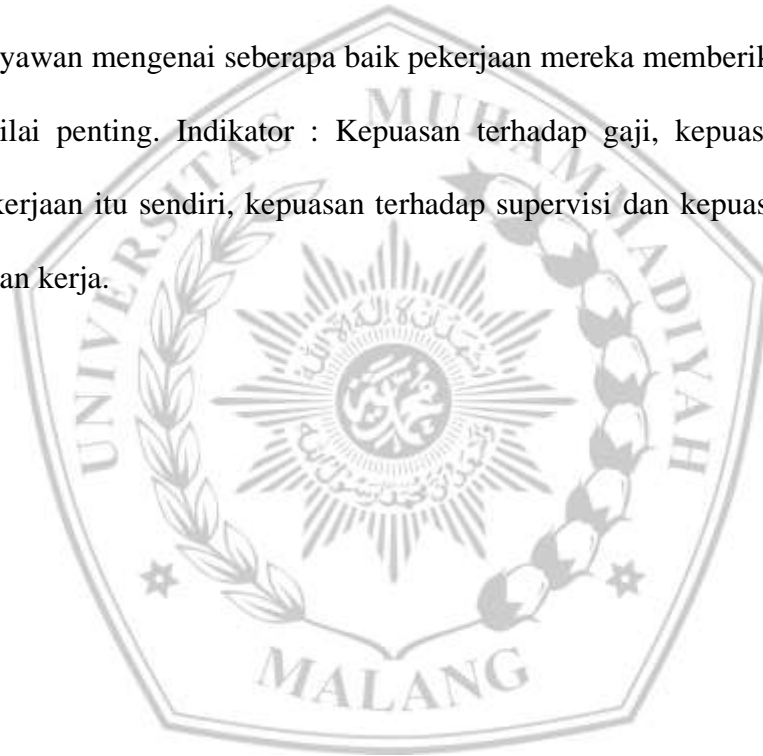 yawan mengenai seberapa baik pekerjaan mereka memberik
ilai penting. Indikator : Kepuasan terhadap gaji, kepuas
kerjaan itu sendiri, kepuasan terhadap supervisi dan kepuas
an kerja.
UNIVERSITAS MUHAMMADIYAH
MALANG